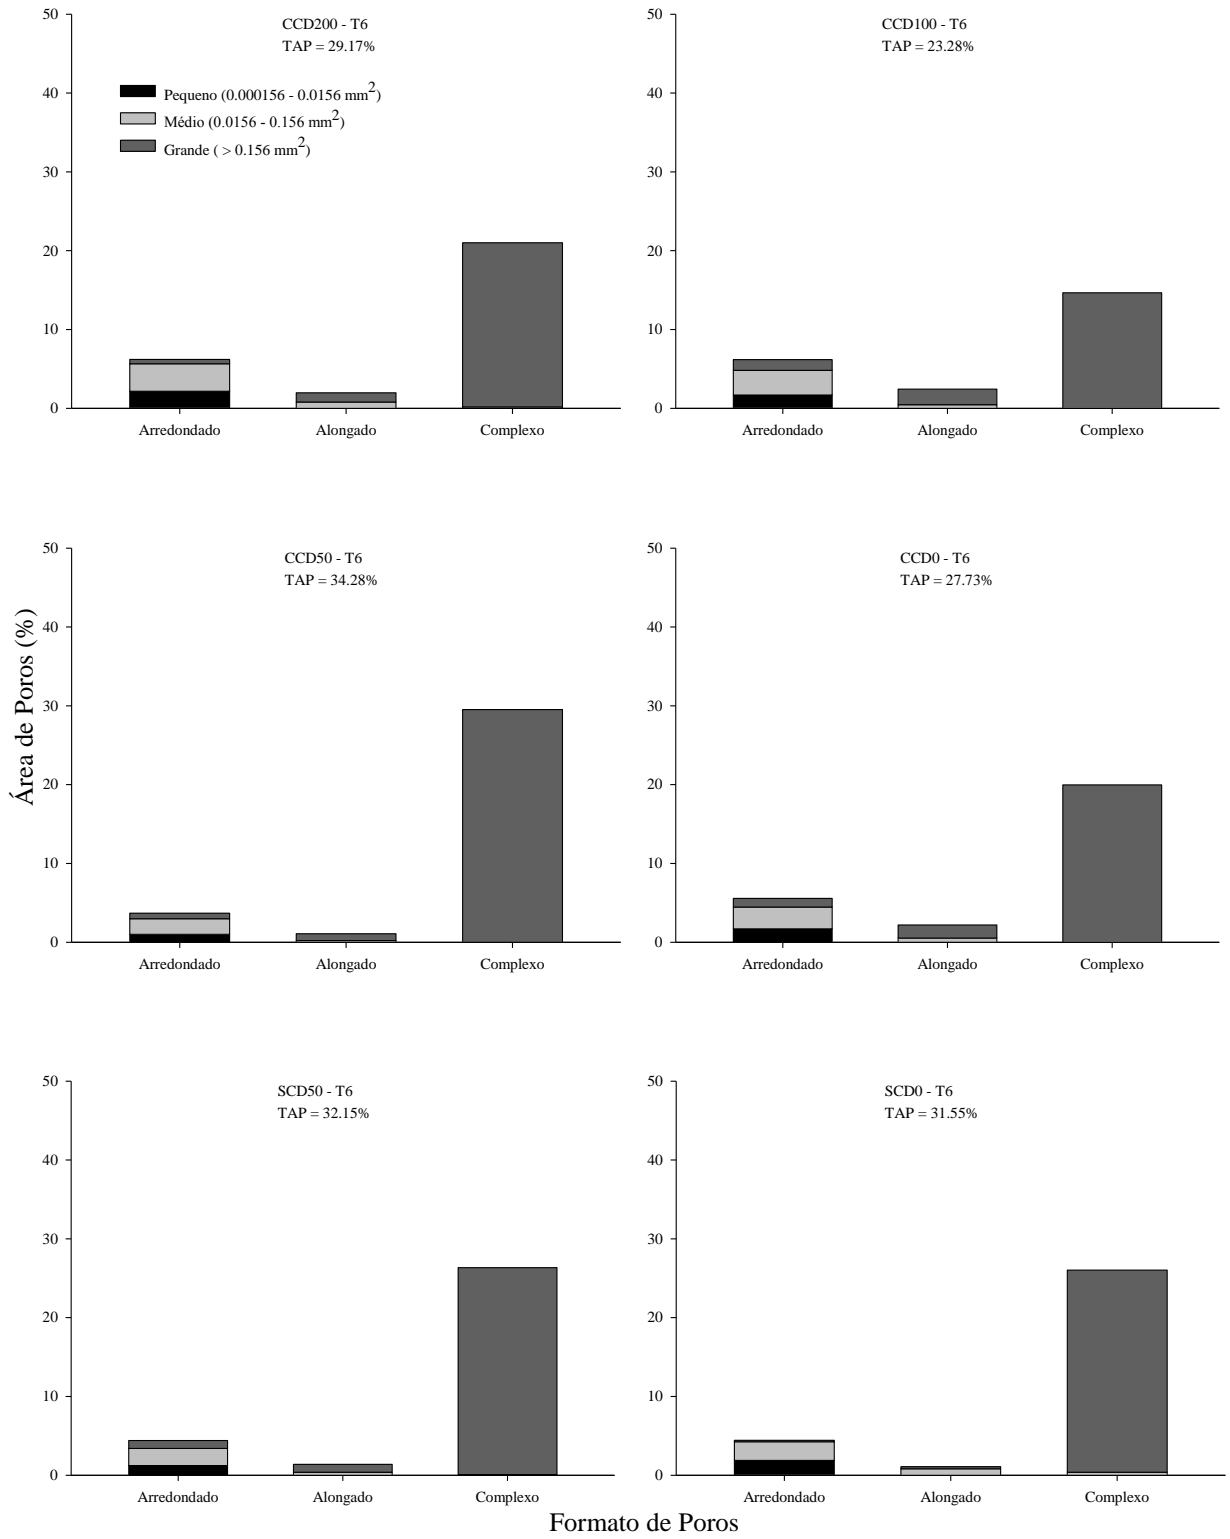 50
40
30
20
10
0
CCD200 - T6
TAP = 29.17%
Pequeno (0.000156 - 0.0156 mm²)
Médio (0.0156 - 0.156 mm²)
Grande ( > 0.156 mm²)
Arredondado Alongado Complexo
50
40
30
20
10
0
CCD100 - T6
TAP = 23.28%
Arredondado Alongado Complexo
Área de Poros (%)
50
40
30
20
10
0
CCD50 - T6
TAP = 34.28%
Arredondado Alongado Complexo
50
40
30
20
10
0
CCD0 - T6
TAP = 27.73%
Arredondado Alongado Complexo
50
40
30
20
10
0
SCD50 - T6
TAP = 32.15%
Arredondado Alongado Complexo
50
40
30
20
10
0
SCD0 - T6
TAP = 31.55%
Arredondado Alongado Complexo
Formato de Poros